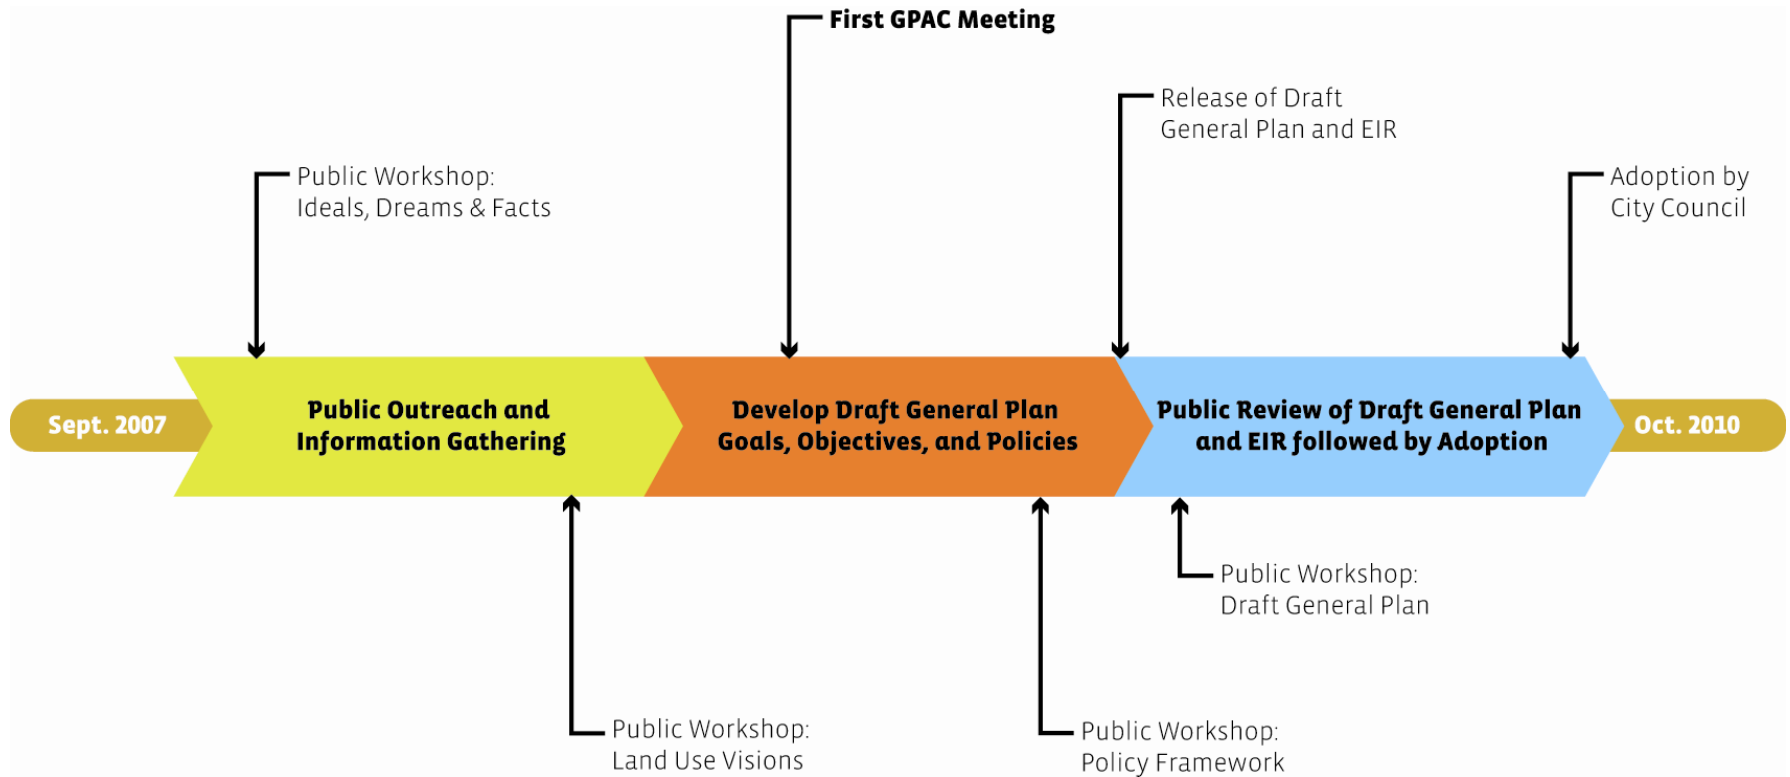 First GPAC Meeting
Release of Draft
General Plan and EIR
Public Workshop:
Ideals, Dreams & Facts
Adoption by
City Council
Sept. 2007
Public Outreach and
Information Gathering
Develop Draft General Plan
Goals, Objectives, and Policies
Public Review of Draft General Plan
and EIR followed by Adoption
Oct. 2010
Public Workshop:
Draft General Plan
Public Workshop:
Land Use Visions
Public Workshop:
Policy Framework